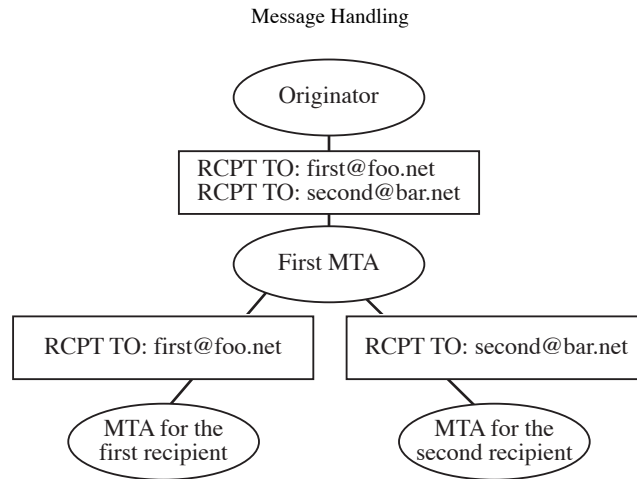 Message Handling
Originator
RCPT TO: first@foo.net
RCPT TO: second@bar.net
First MTA
RCPT TO: first@foo.net
RCPT TO: second@bar.net
MTA for the
first recipient
MTA for the
second recipient